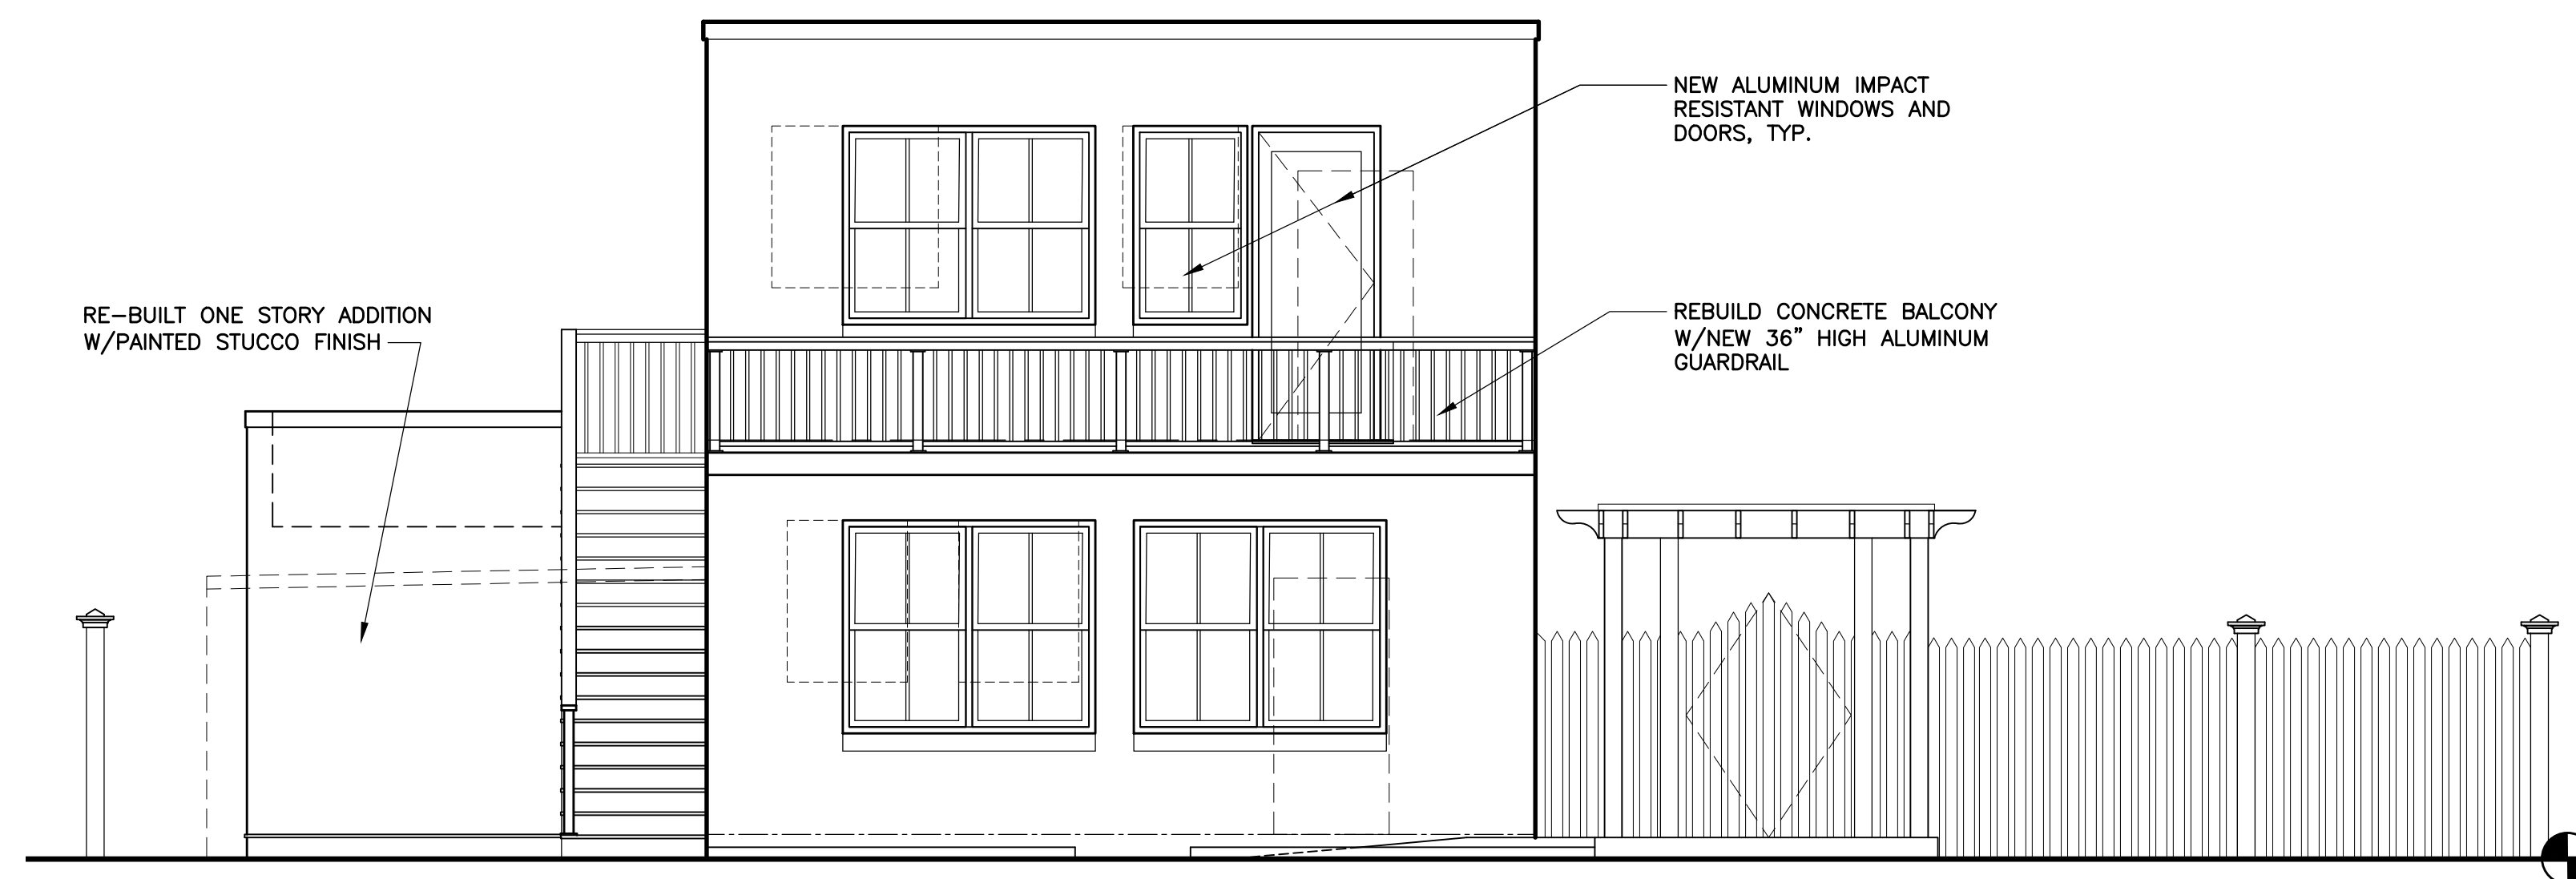 NEW ALUMINUM IMPACT
RESISTANT WINDOWS AND
DOORS, TYP.
RE-BUILT ONE STORY ADDITION
W/PAINTED STUCCO FINISH
REBUILD CONCRETE BALCONY
W/NEW 36” HIGH ALUMINUM
GUARDRAIL